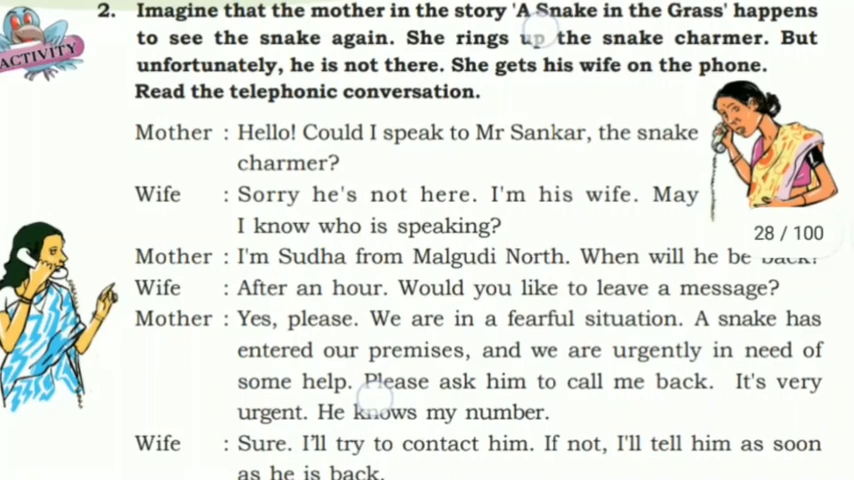 2. Imagine that the mother in the story 'A Snake in the Grass' happens
to see the snake again. She rings up the snake charmer. But
unfortunately, he is not there. She gets his wife on the phone.
Read the telephonic conversation.
ACTIVITY
Mother : Hello! Could I speak to Mr Sankar, the snake
charmer?
Wife : Sorry he's not here. I'm his wife. May
I know who is speaking?
28 / 100
Mother : I'm Sudha from Malgudi North. When will he be back?
Wife : After an hour. Would you like to leave a message?
Mother : Yes, please. We are in a fearful situation. A snake has
entered our premises, and we are urgently in need of
some help. Please ask him to call me back. It's very
urgent. He knows my number.
Wife : Sure. I'll try to contact him. If not, I'll tell him as soon
as he is back.